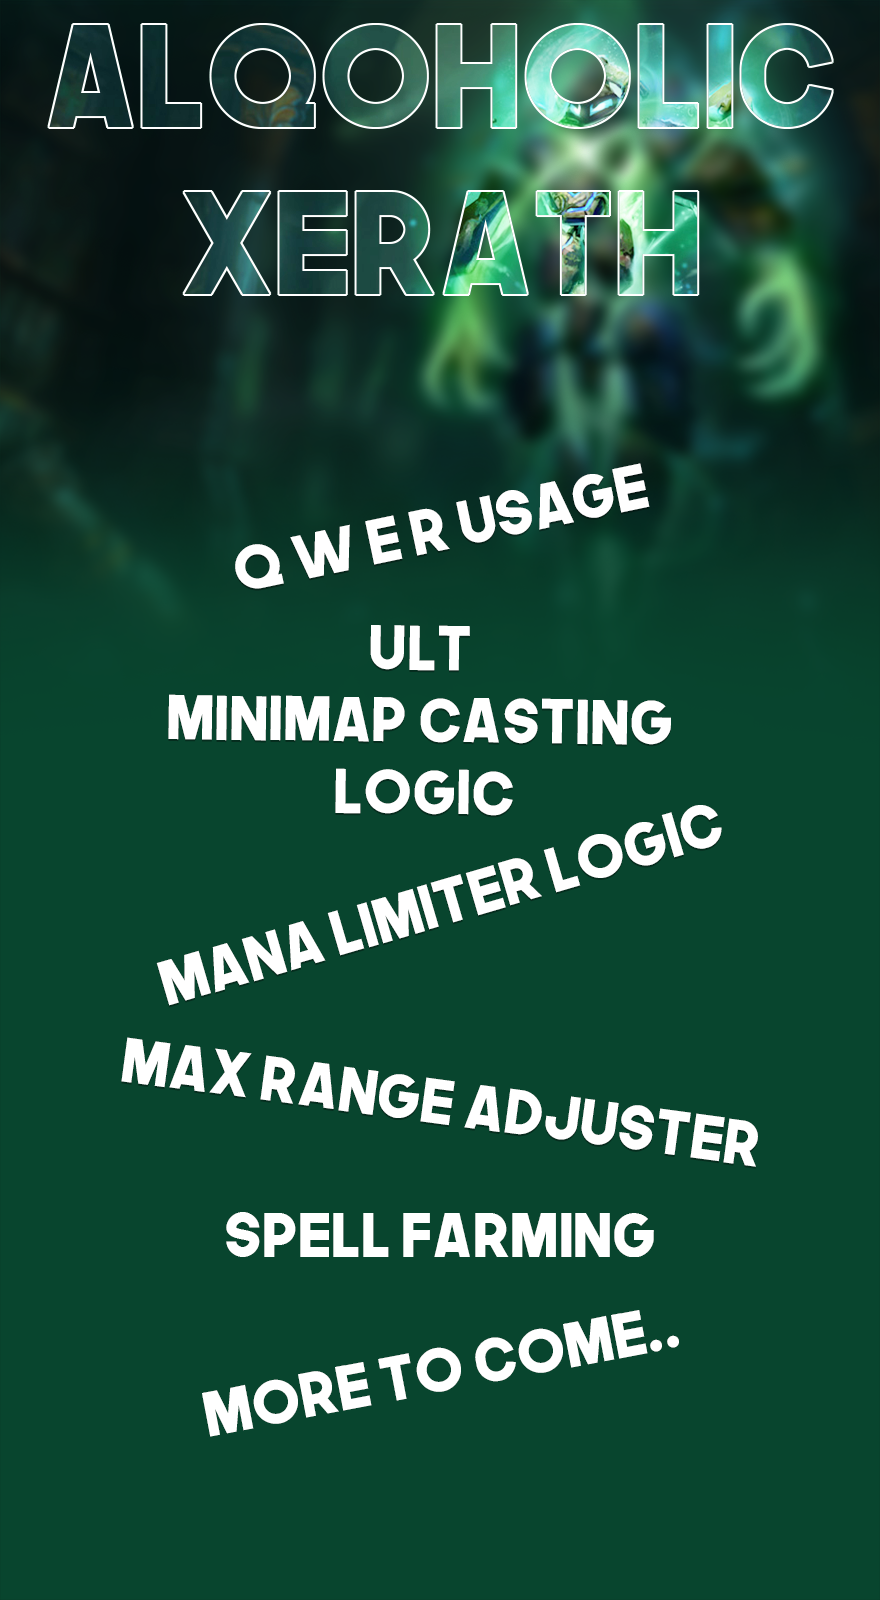 ALQOHOLIC
XERATH
Q W E R USAGE
ULT
MINIMAP CASTING
LOGIC
MANA LIMITER LOGIC
MAX RANGE ADJUSTER
SPELL FARMING
MORE TO COME..